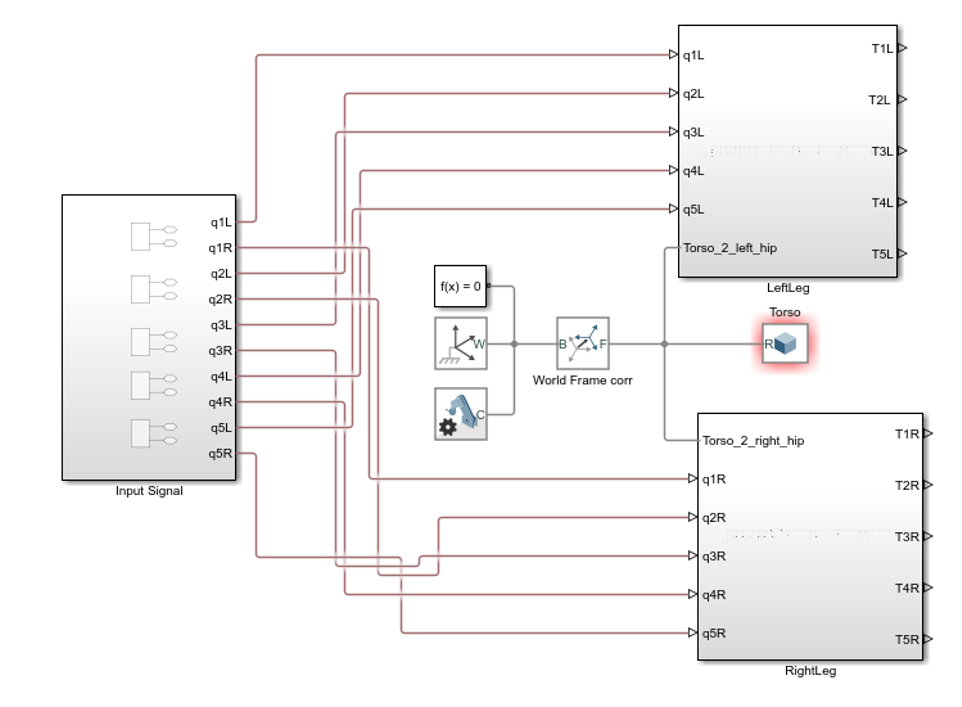 q1L
q1R
q2L
q2R
q3L
q3R
q4L
q4R
q5L
q5R
Input Signal
f(x) = 0
W
C
B F
World Frame corr
q1L
q2L
q3L
q4L
q5L
Torso_2_left_hip
T1L
T2L
T3L
T4L
T5L
LeftLeg
Torso
R
Torso_2_right_hip
q1R
q2R
q3R
q4R
q5R
T1R
T2R
T3R
T4R
T5R
RightLeg